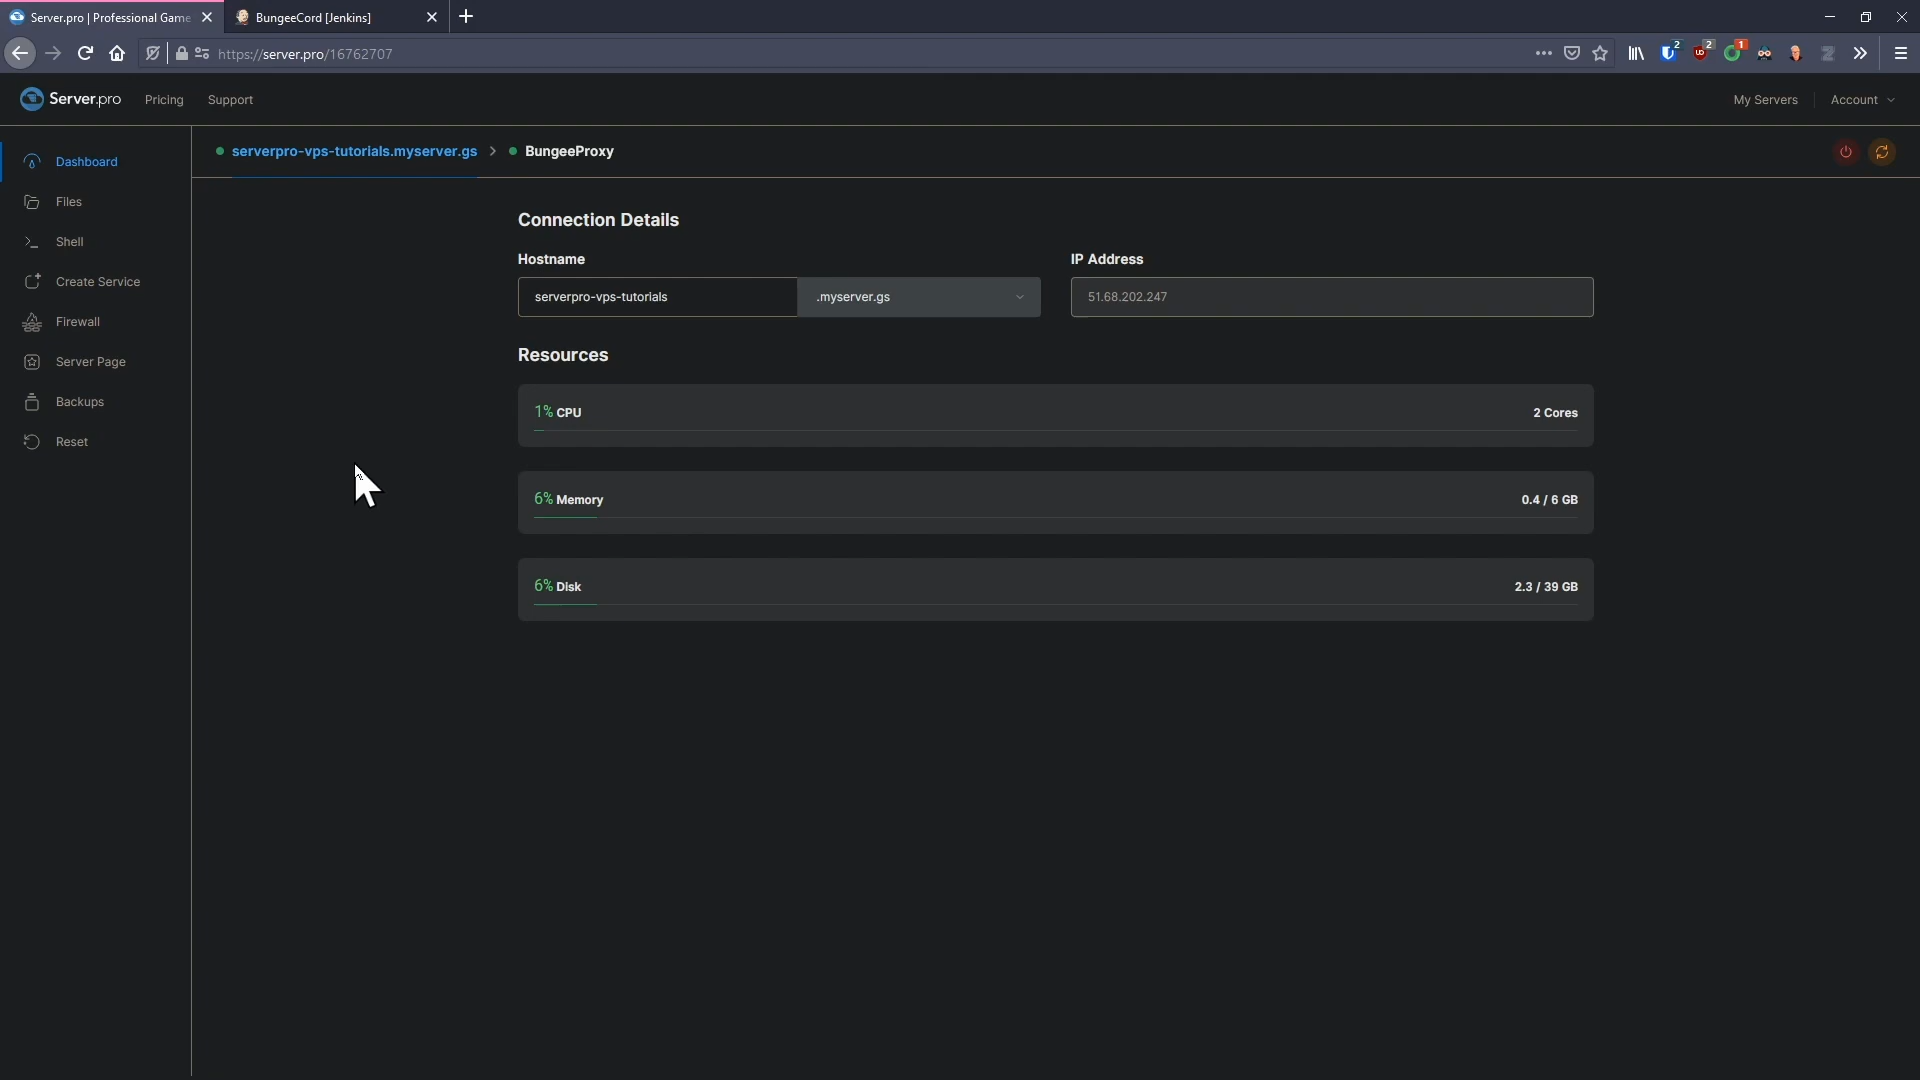 Server.pro | Professional Game
BungeeCord [Jenkins]
https://server.pro/16762707
2
2
1
Server.pro
Pricing
Support
My Servers
Account
Dashboard
Files
Shell
Create Service
Firewall
Server Page
Backups
Reset
serverpro-vps-tutorials.myserver.gs > BungeeProxy
Connection Details
Hostname
IP Address
serverpro-vps-tutorials
.myserver.gs
51.68.202.247
Resources
1% CPU
2 Cores
6% Memory
0.4 / 6 GB
6% Disk
2.3 / 39 GB